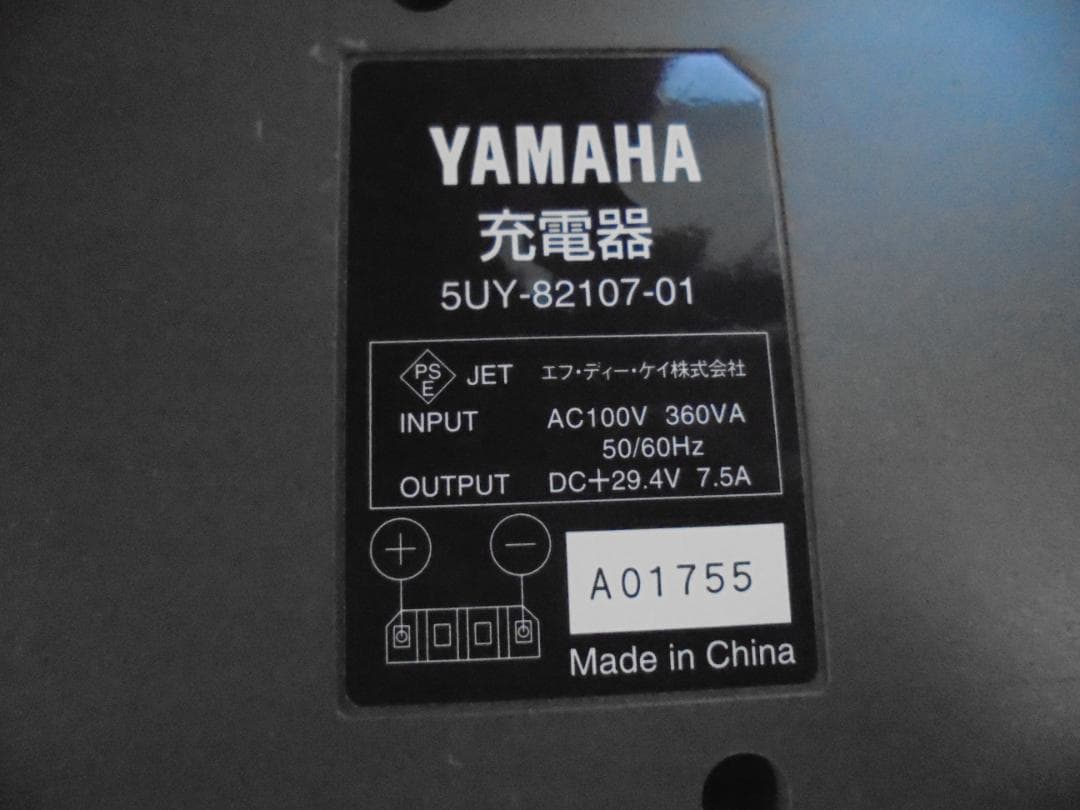 YAMAHA
充電器
5UY-82107-01
PS
E
JET エフ・ディー・ケイ株式会社
INPUT AC100V 360VA
50/60Hz
OUTPUT DC+29.4V 7.5A
+ −
A01755
Made in China